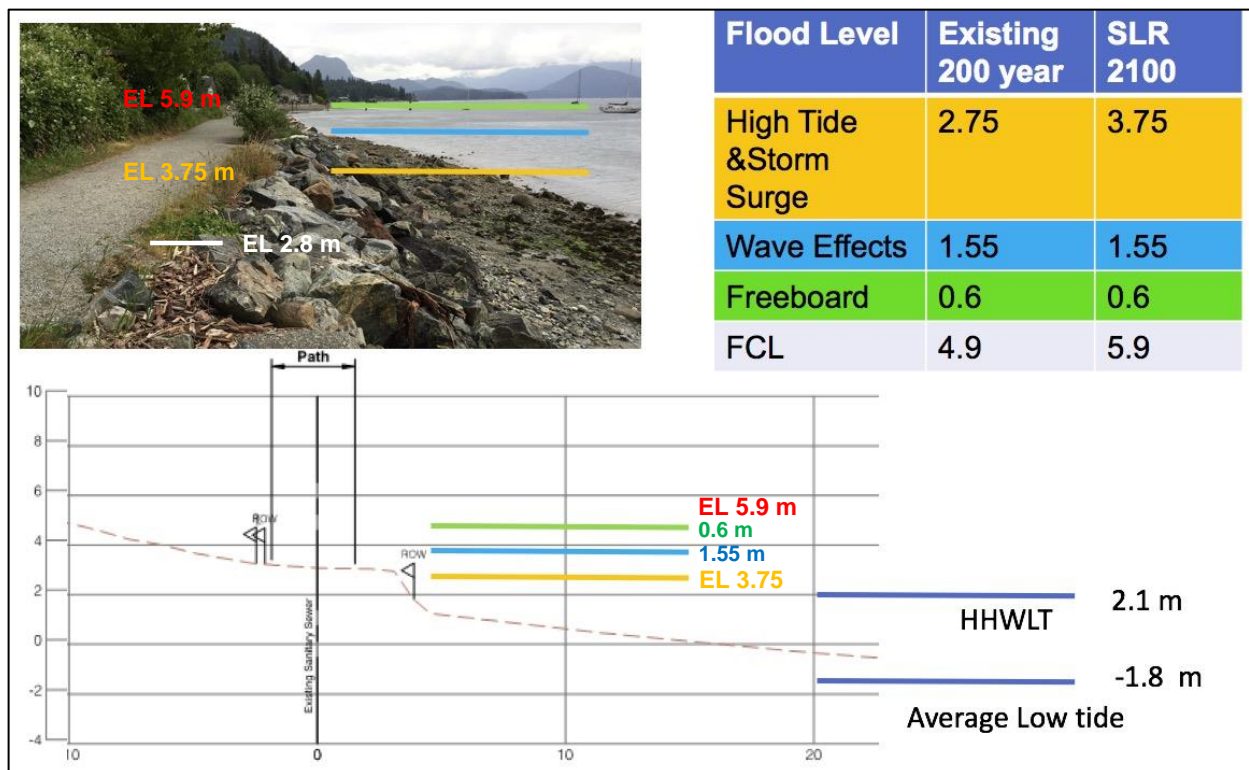 EL 5.9 m
EL 3.75 m
EL 2.8 m
Flood Level Existing 200 year SLR 2100
High Tide &Storm Surge 2.75 3.75
Wave Effects 1.55 1.55
Freeboard 0.6 0.6
FCL 4.9 5.9
Path
10
8
6
4
2
0
-2
-4
ROW
ROW
Existing Sanitary Sewer
EL 5.9 m
0.6 m
1.55 m
EL 3.75
HHWLT
2.1 m
-1.8 m
Average Low tide
10 0 10 20